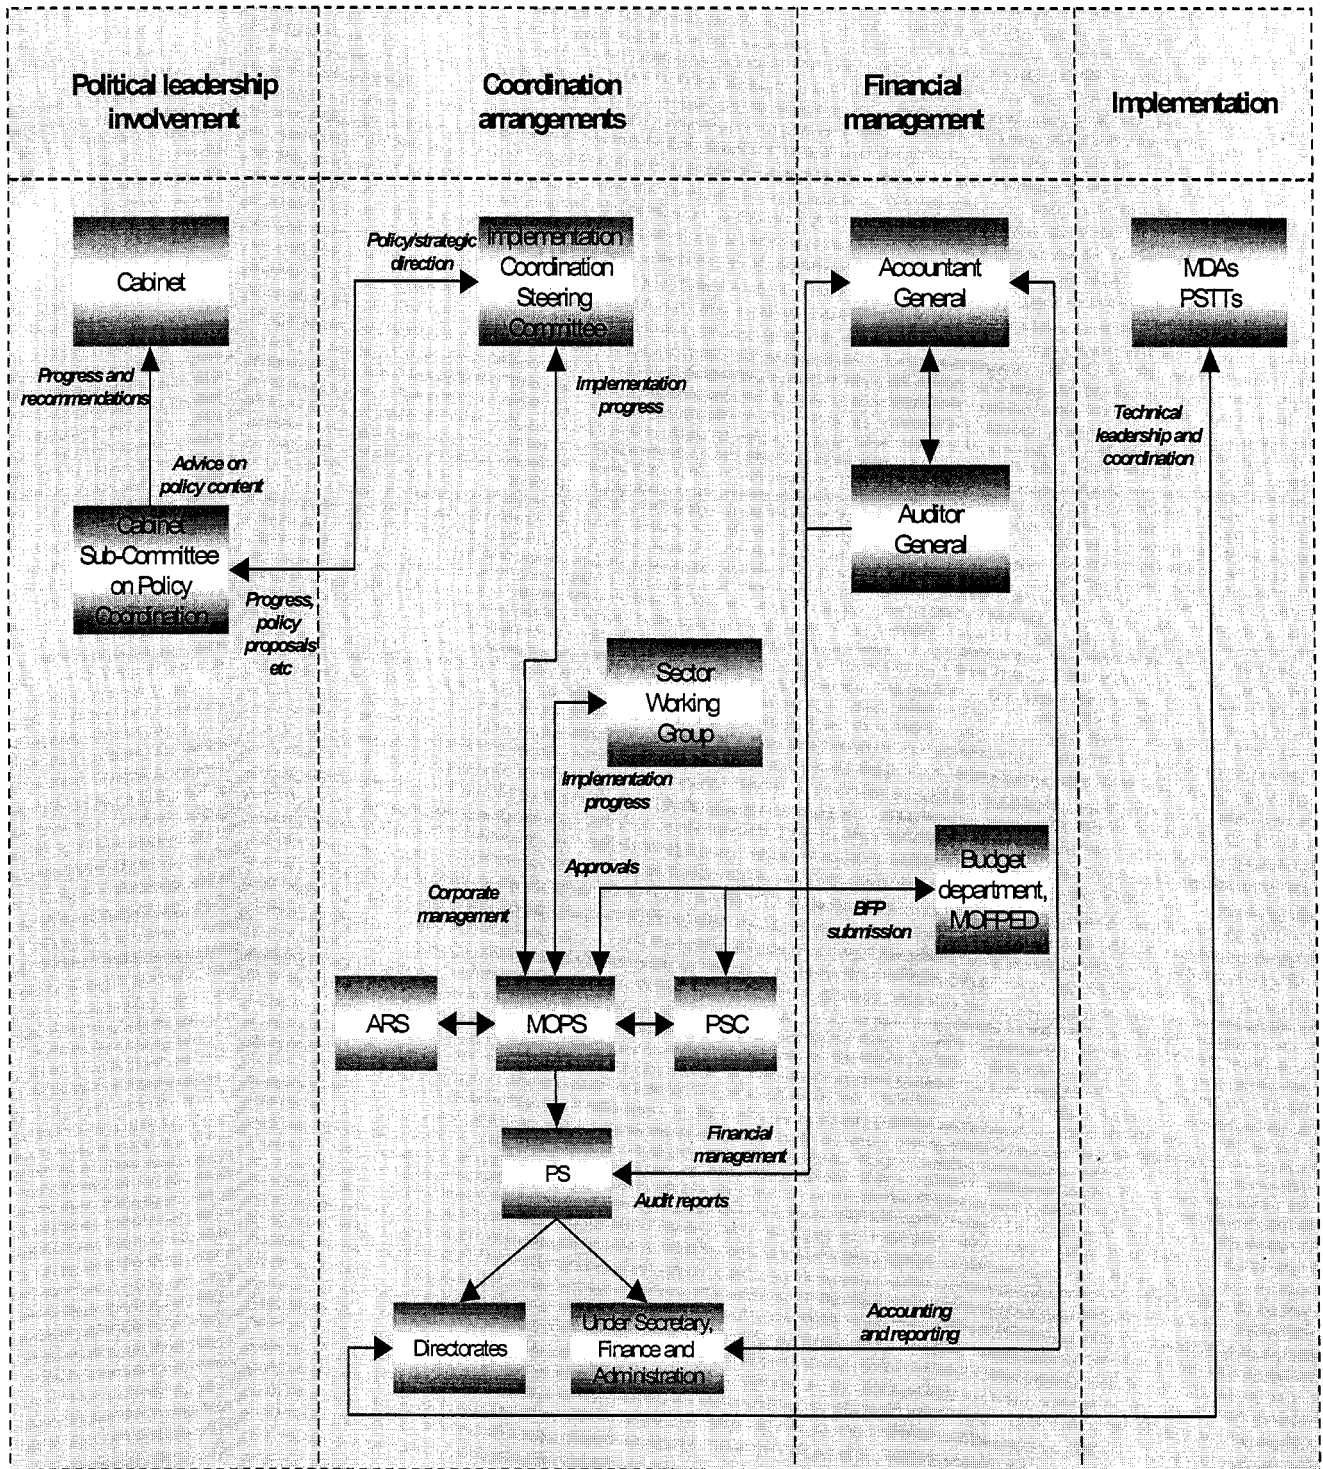 Political leadership
involvement
Coordination
arrangements
Financial
management
Implementation
Cabinet
Progress and
recommendations
Advice on
policy content
Cabinet
Sub-Committee
on Policy
Coordination
Progress,
policy
proposals
etc
Policy/strategic
direction
Implementation
Coordination
Steering
Committee
Implementation
progress
Sector
Working
Group
Implementation
progress
Approvals
Corporate
management
ARS
MOPS
PSC
PS
Financial
management
Audit reports
Directorates
Under Secretary,
Finance and
Administration
Accountant
General
Auditor
General
Budget
department,
MOFPED
BFP
submission
Accounting
and reporting
MDAs
PSTTs
Technical
leadership and
coordination